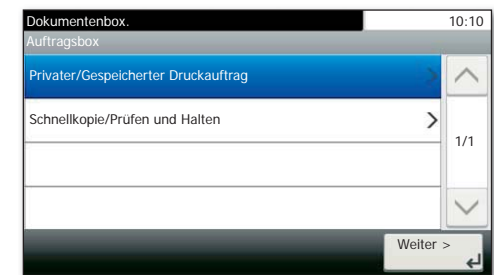 Dokumentenbox. 10:10
Auftragsbox
Privater/Gespeicherter Druckauftrag
Schnellkopie/Prüfen und Halten
1/1
Weiter >